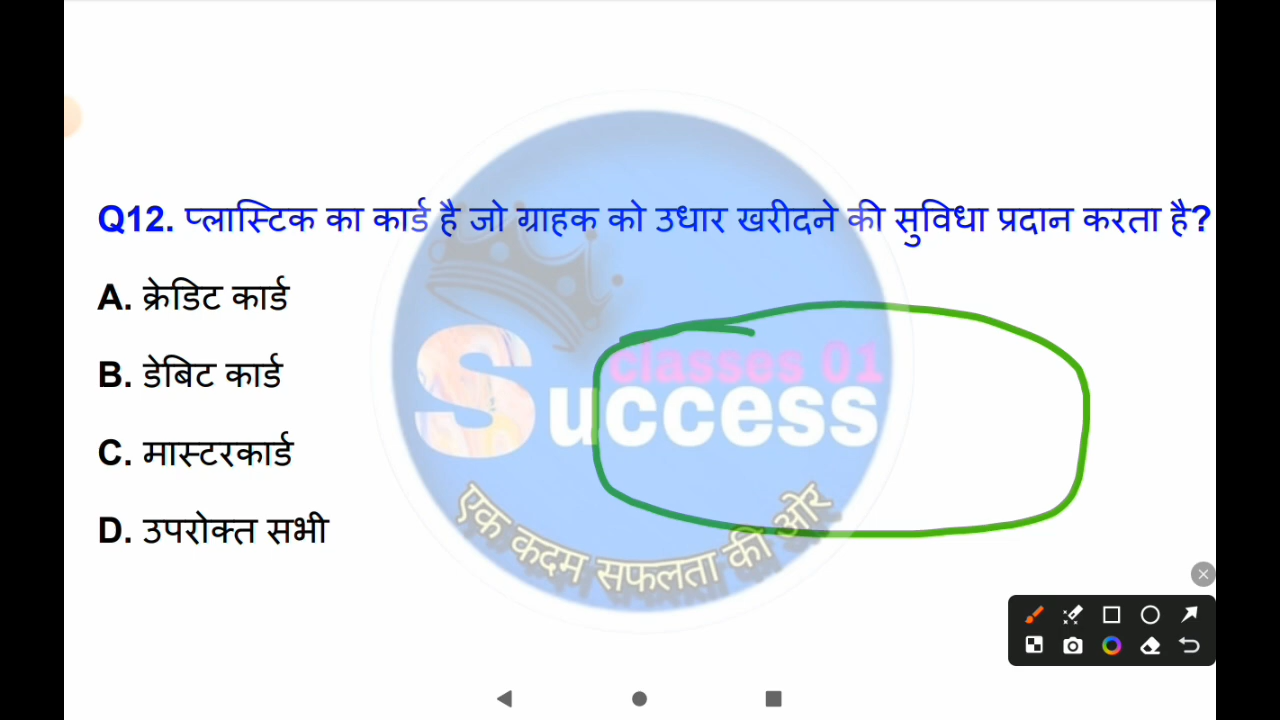 Q12. प्लास्टिक का कार्ड है जो ग्राहक को उधार खरीदने की सुविधा प्रदान करता है?
A. क्रेडिट कार्ड
B. डेबिट कार्ड
C. मास्टरकार्ड
D. उपरोक्त सभी
classes 01
Success
एक कदम सफलता की ओर